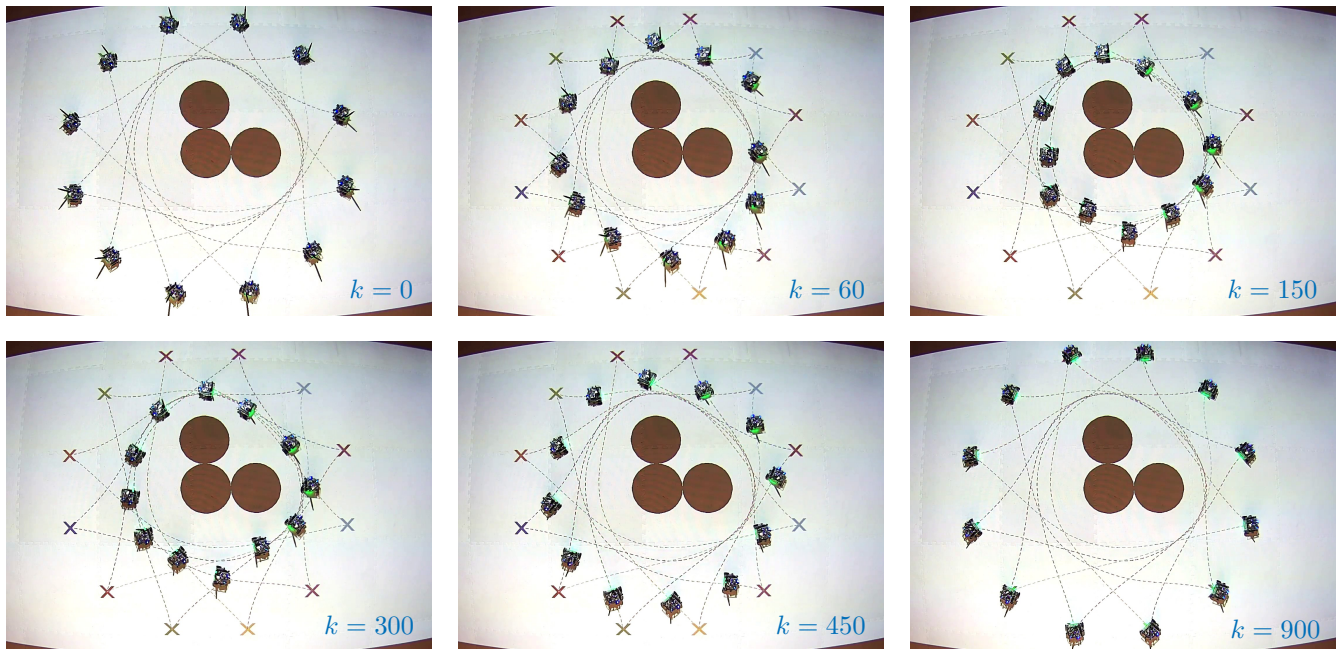 k = 0
k = 60
k = 150
k = 300
k = 450
k = 900